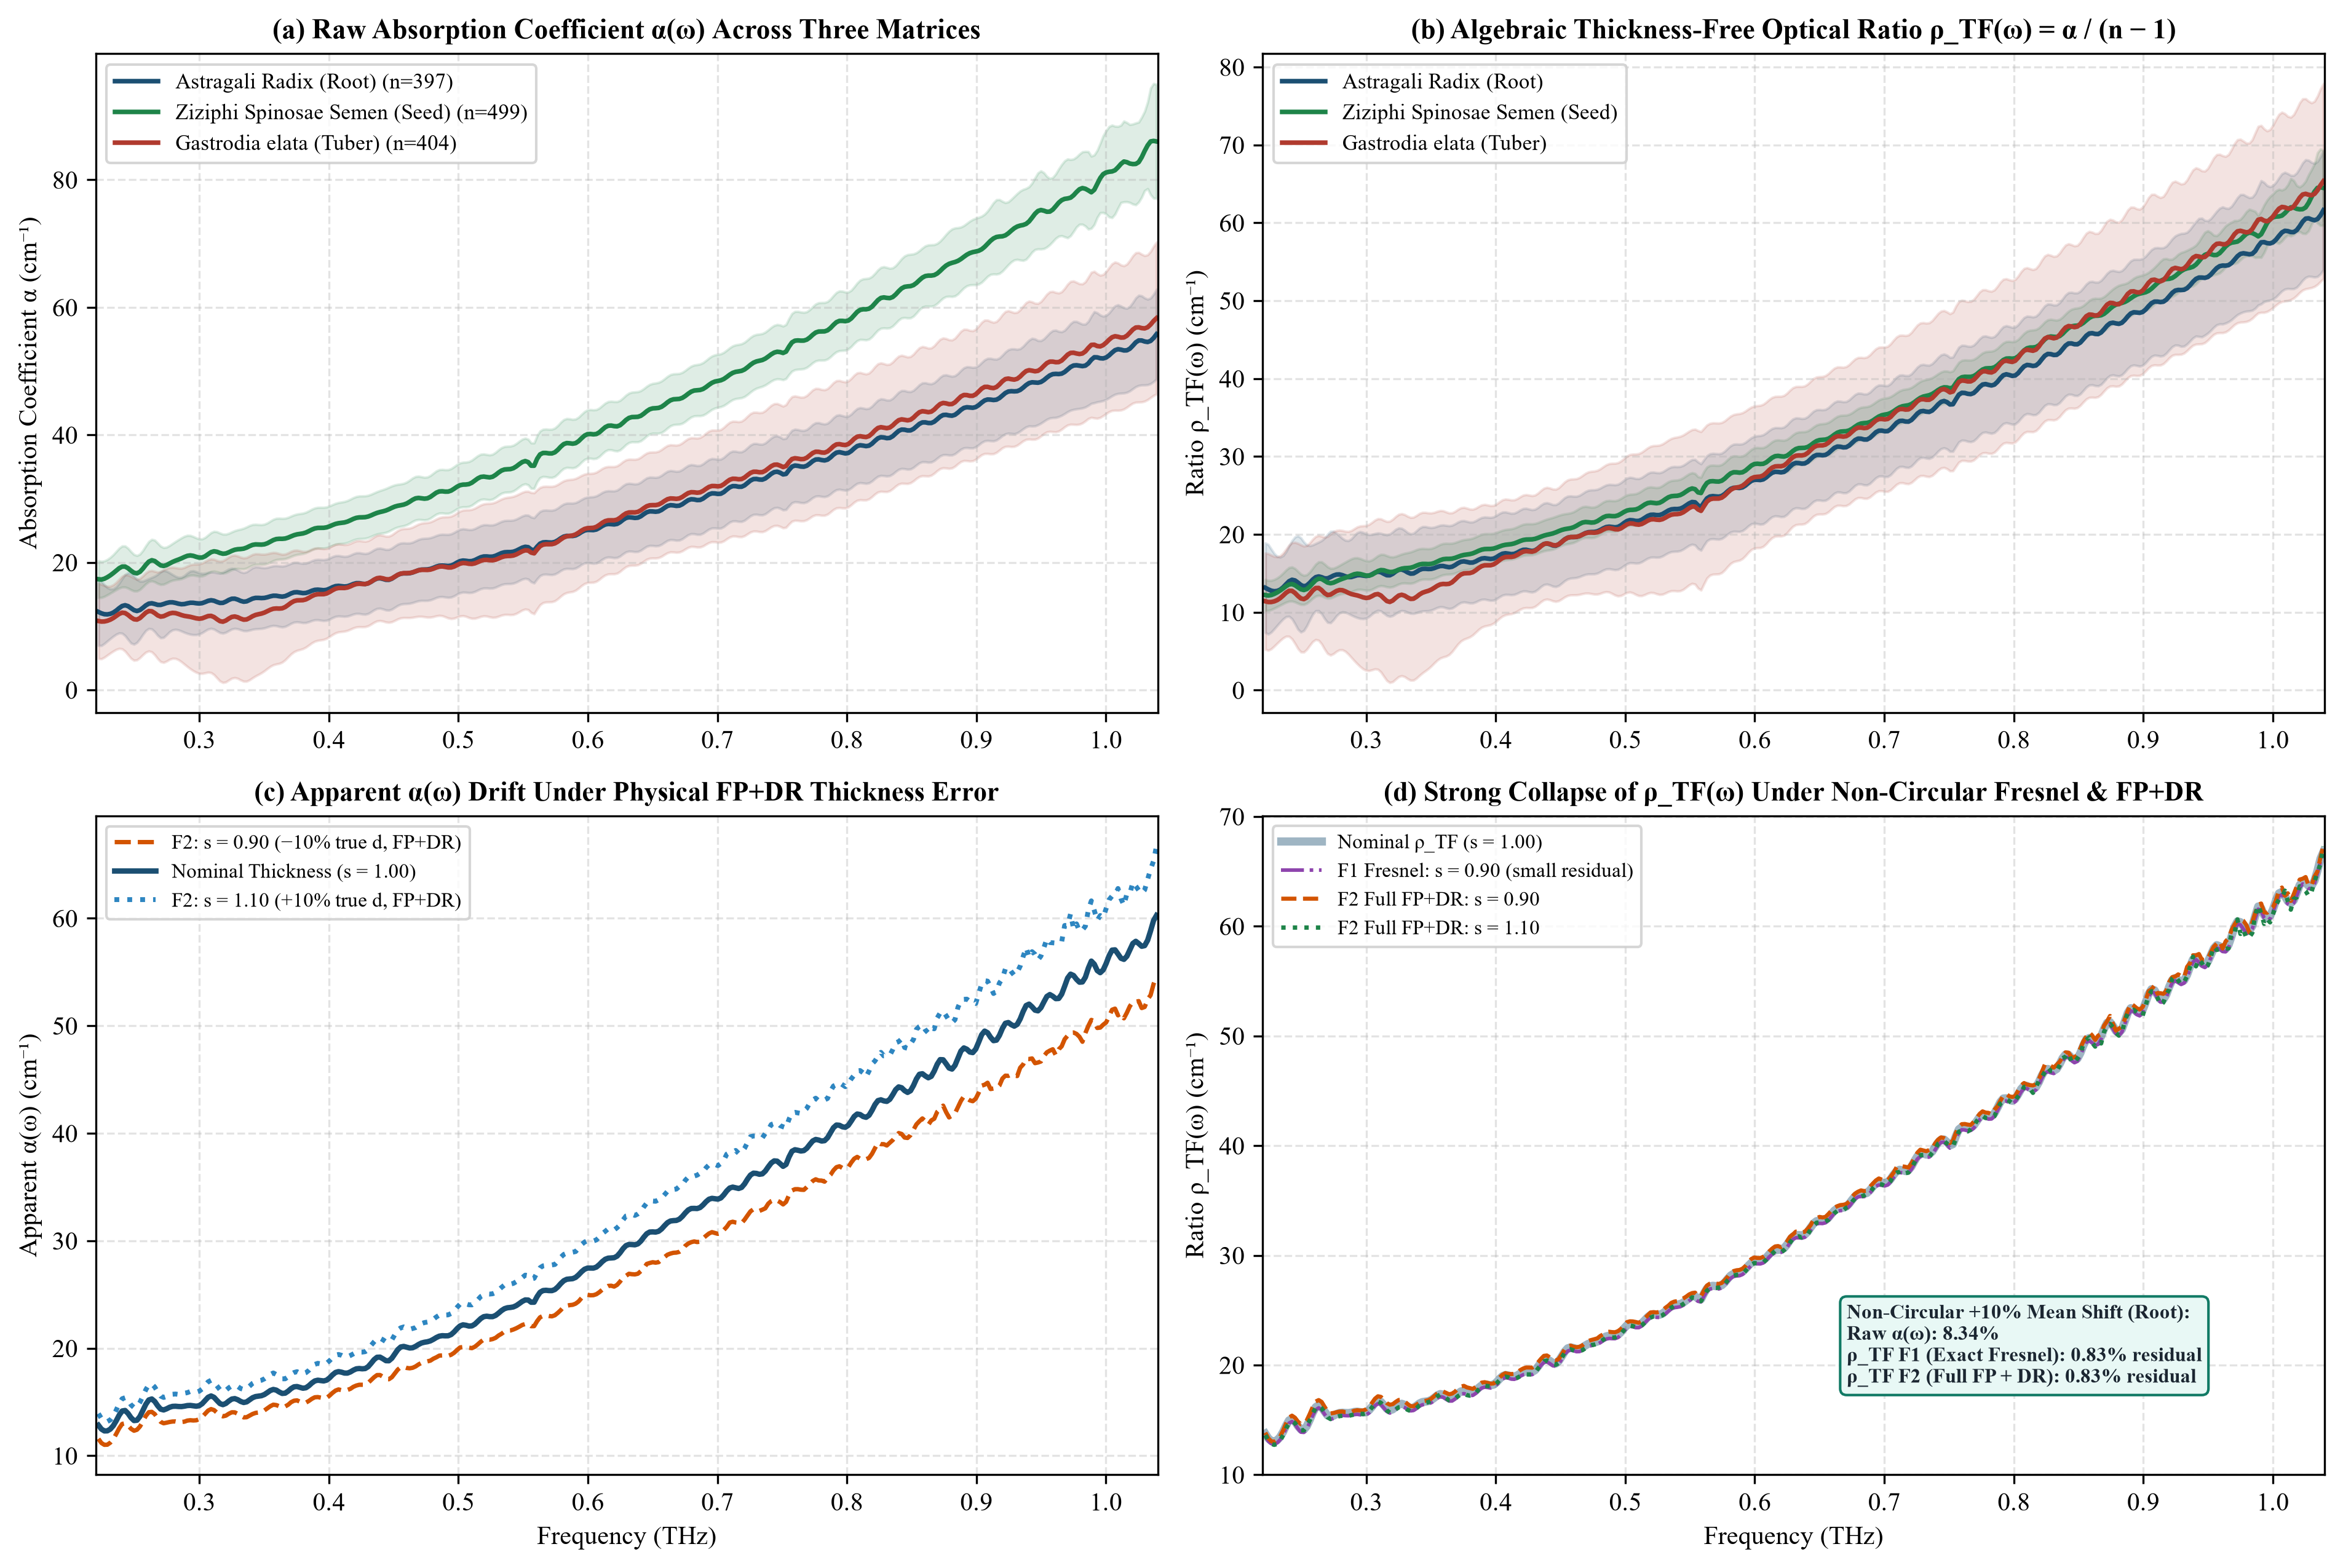 (a) Raw Absorption Coefficient α(ω) Across Three Matrices
Astragali Radix (Root) (n=397)
Ziziphi Spinosae Semen (Seed) (n=499)
Gastrodia elata (Tuber) (n=404)
Absorption Coefficient α (cm⁻¹)
80
60
40
20
0
0.3 0.4 0.5 0.6 0.7 0.8 0.9 1.0
(b) Algebraic Thickness-Free Optical Ratio ρ_TF(ω) = α / (n − 1)
Astragali Radix (Root)
Ziziphi Spinosae Semen (Seed)
Gastrodia elata (Tuber)
Ratio ρ_TF(ω) (cm⁻¹)
80
70
60
50
40
30
20
10
0
0.3 0.4 0.5 0.6 0.7 0.8 0.9 1.0
(c) Apparent α(ω) Drift Under Physical FP+DR Thickness Error
F2: s = 0.90 (−10% true d, FP+DR)
Nominal Thickness (s = 1.00)
F2: s = 1.10 (+10% true d, FP+DR)
Apparent α(ω) (cm⁻¹)
60
50
40
30
20
10
0.3 0.4 0.5 0.6 0.7 0.8 0.9 1.0
Frequency (THz)
(d) Strong Collapse of ρ_TF(ω) Under Non-Circular Fresnel & FP+DR
Nominal ρ_TF (s = 1.00)
F1 Fresnel: s = 0.90 (small residual)
F2 Full FP+DR: s = 0.90
F2 Full FP+DR: s = 1.10
Ratio ρ_TF(ω) (cm⁻¹)
70
60
50
40
30
20
10
Non-Circular +10% Mean Shift (Root):
Raw α(ω): 8.34%
ρ_TF F1 (Exact Fresnel): 0.83% residual
ρ_TF F2 (Full FP + DR): 0.83% residual
0.3 0.4 0.5 0.6 0.7 0.8 0.9 1.0
Frequency (THz)